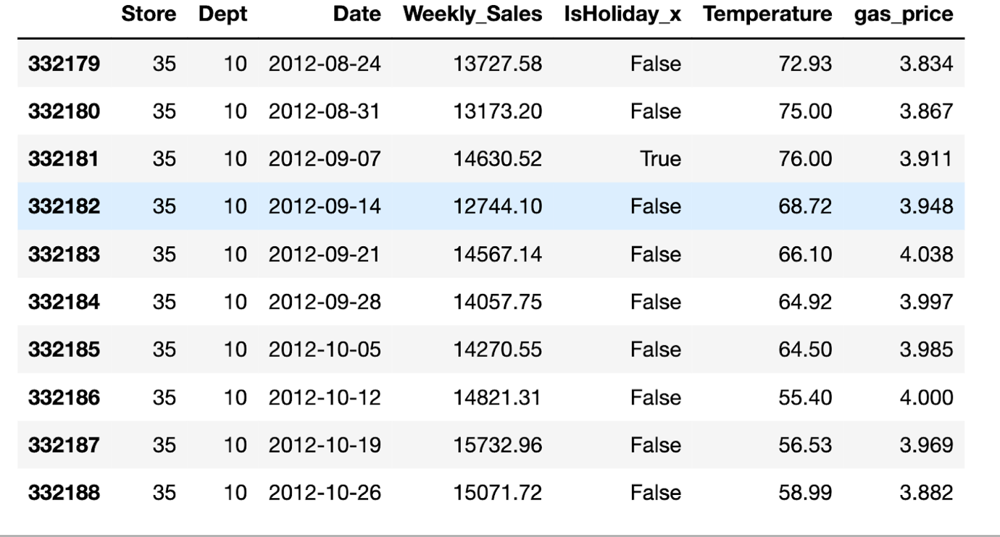 Store Dept Date Weekly_Sales IsHoliday_x Temperature gas_price
332179 35 10 2012-08-24 13727.58 False 72.93 3.834
332180 35 10 2012-08-31 13173.20 False 75.00 3.867
332181 35 10 2012-09-07 14630.52 True 76.00 3.911
332182 35 10 2012-09-14 12744.10 False 68.72 3.948
332183 35 10 2012-09-21 14567.14 False 66.10 4.038
332184 35 10 2012-09-28 14057.75 False 64.92 3.997
332185 35 10 2012-10-05 14270.55 False 64.50 3.985
332186 35 10 2012-10-12 14821.31 False 55.40 4.000
332187 35 10 2012-10-19 15732.96 False 56.53 3.969
332188 35 10 2012-10-26 15071.72 False 58.99 3.882